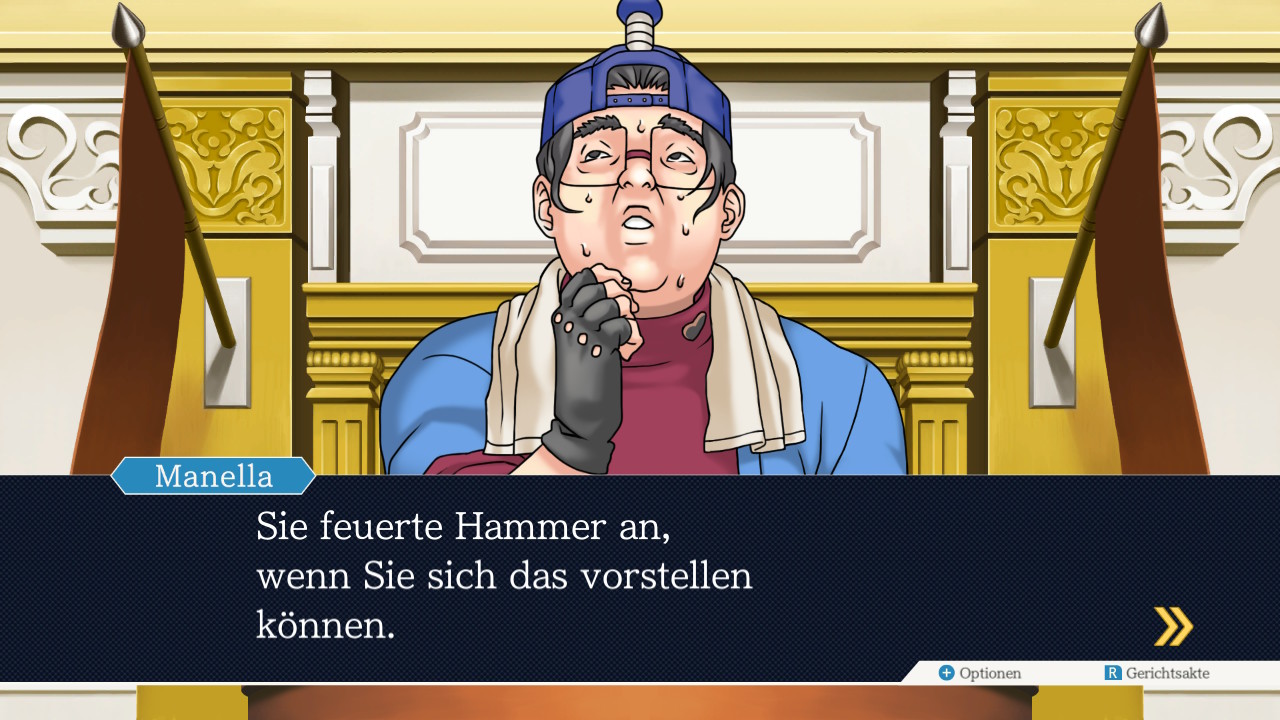 Manella
Sie feuerte Hammer an,
wenn Sie sich das vorstellen
können.
Optionen
R Gerichtsakte